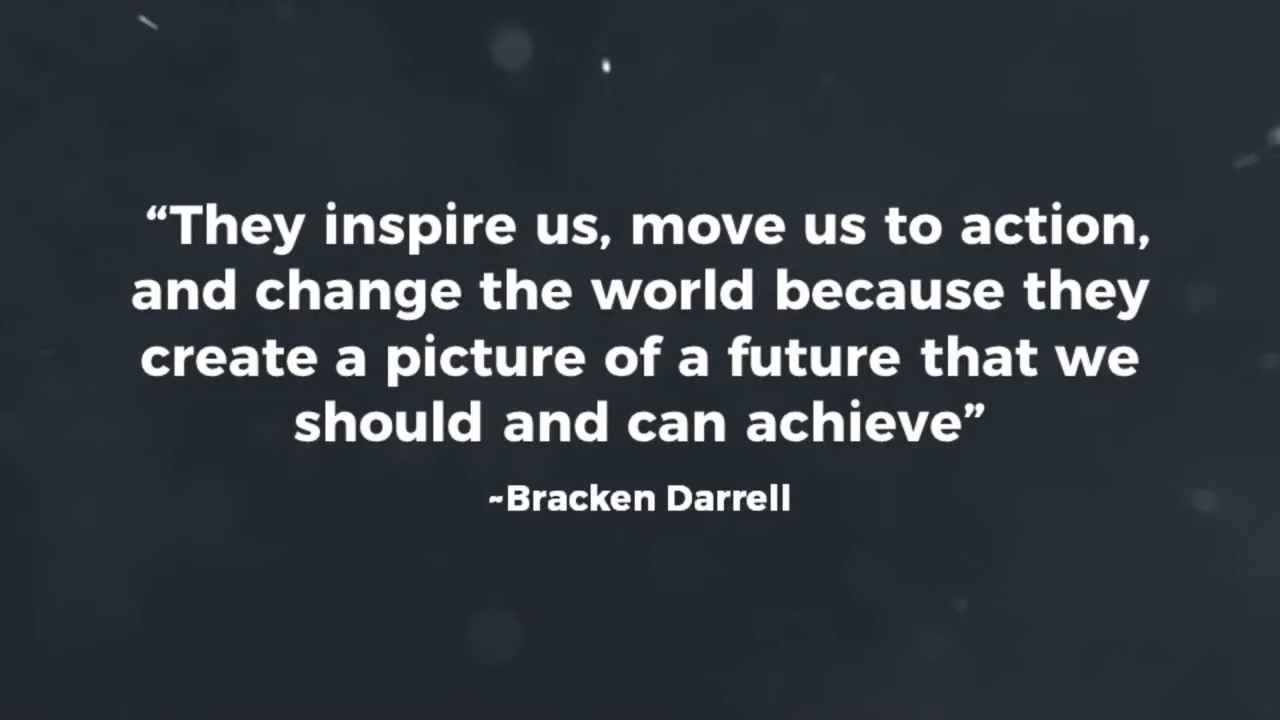 “They inspire us, move us to action,
and change the world because they
create a picture of a future that we
should and can achieve”
~Bracken Darrell